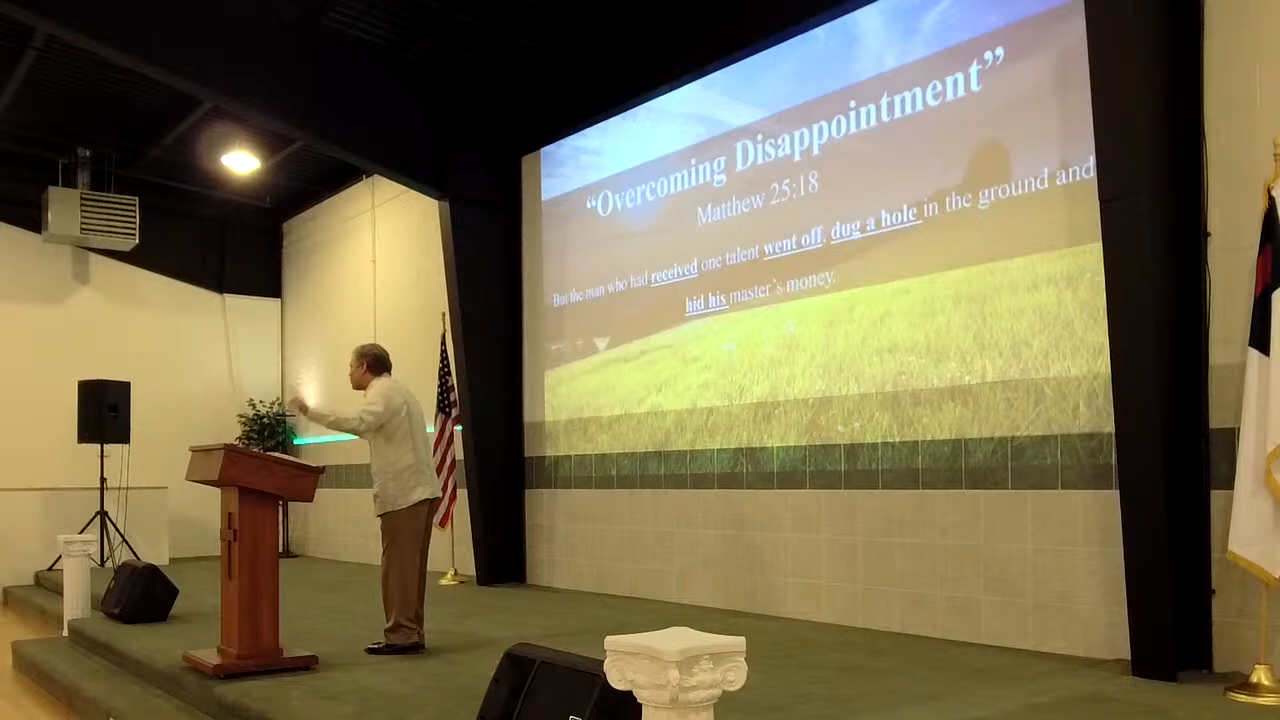 “Overcoming Disappointment”
Matthew 25:18
But the man who had received one talent went off, dug a hole in the ground and
hid his master’s money.